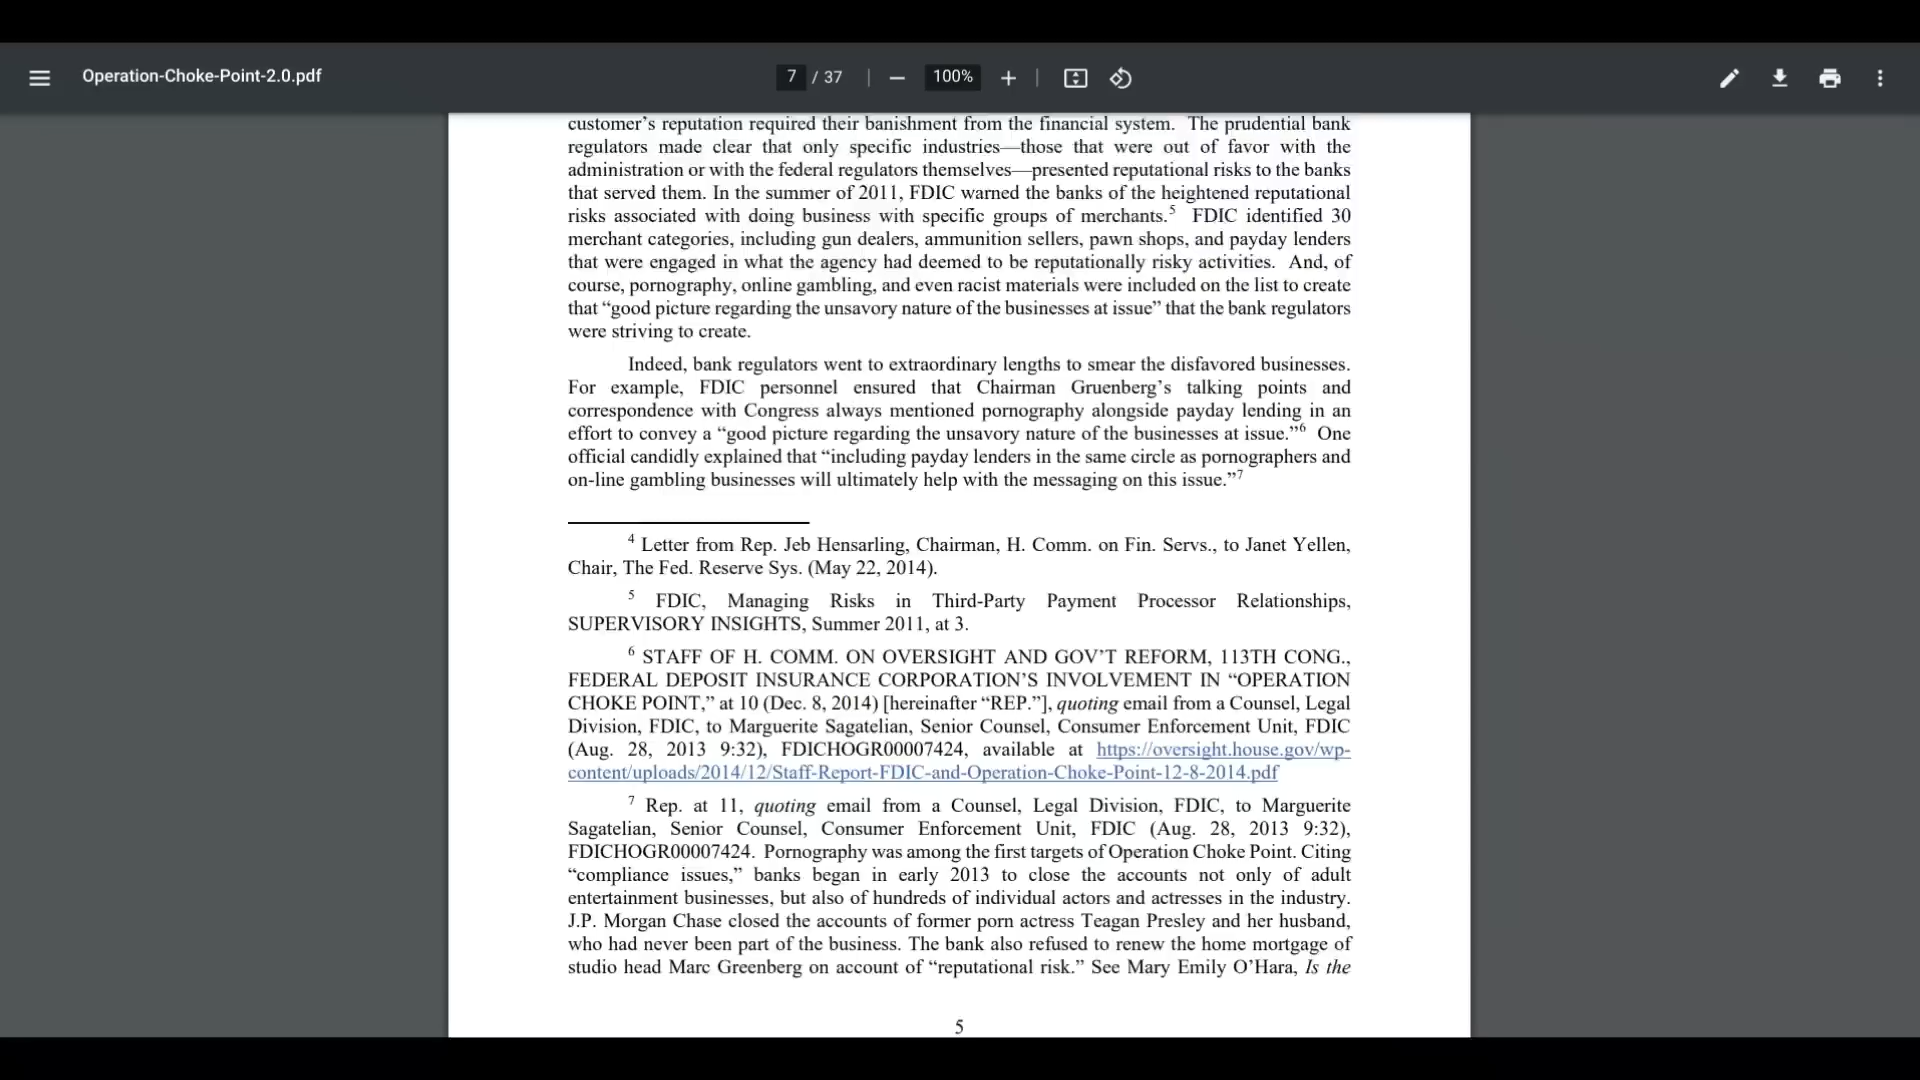 Operation-Choke-Point-2.0.pdf
7 / 37
100%
customer’s reputation required their banishment from the financial system. The prudential bank
regulators made clear that only specific industries—those that were out of favor with the
administration or with the federal regulators themselves—presented reputational risks to the banks
that served them. In the summer of 2011, FDIC warned the banks of the heightened reputational
risks associated with doing business with specific groups of merchants.5 FDIC identified 30
merchant categories, including gun dealers, ammunition sellers, pawn shops, and payday lenders
that were engaged in what the agency had deemed to be reputationally risky activities. And, of
course, pornography, online gambling, and even racist materials were included on the list to create
that “good picture regarding the unsavory nature of the businesses at issue” that the bank regulators
were striving to create.
Indeed, bank regulators went to extraordinary lengths to smear the disfavored businesses.
For example, FDIC personnel ensured that Chairman Gruenberg’s talking points and
correspondence with Congress always mentioned pornography alongside payday lending in an
effort to convey a “good picture regarding the unsavory nature of the businesses at issue.”6 One
official candidly explained that “including payday lenders in the same circle as pornographers and
on-line gambling businesses will ultimately help with the messaging on this issue.”7
4 Letter from Rep. Jeb Hensarling, Chairman, H. Comm. on Fin. Servs., to Janet Yellen,
Chair, The Fed. Reserve Sys. (May 22, 2014).
5 FDIC, Managing Risks in Third-Party Payment Processor Relationships,
SUPERVISORY INSIGHTS, Summer 2011, at 3.
6 STAFF OF H. COMM. ON OVERSIGHT AND GOV’T REFORM, 113TH CONG.,
FEDERAL DEPOSIT INSURANCE CORPORATION’S INVOLVEMENT IN “OPERATION
CHOKE POINT,” at 10 (Dec. 8, 2014) [hereinafter “REP.”], quoting email from a Counsel, Legal
Division, FDIC, to Marguerite Sagatelian, Senior Counsel, Consumer Enforcement Unit, FDIC
(Aug. 28, 2013 9:32), FDICHOGR00007424, available at https://oversight.house.gov/wp-
content/uploads/2014/12/Staff-Report-FDIC-and-Operation-Choke-Point-12-8-2014.pdf
7 Rep. at 11, quoting email from a Counsel, Legal Division, FDIC, to Marguerite
Sagatelian, Senior Counsel, Consumer Enforcement Unit, FDIC (Aug. 28, 2013 9:32),
FDICHOGR00007424. Pornography was among the first targets of Operation Choke Point. Citing
“compliance issues,” banks began in early 2013 to close the accounts not only of adult
entertainment businesses, but also of hundreds of individual actors and actresses in the industry.
J.P. Morgan Chase closed the accounts of former porn actress Teagan Presley and her husband,
who had never been part of the business. The bank also refused to renew the home mortgage of
studio head Marc Greenberg on account of “reputational risk.” See Mary Emily O’Hara, Is the
5